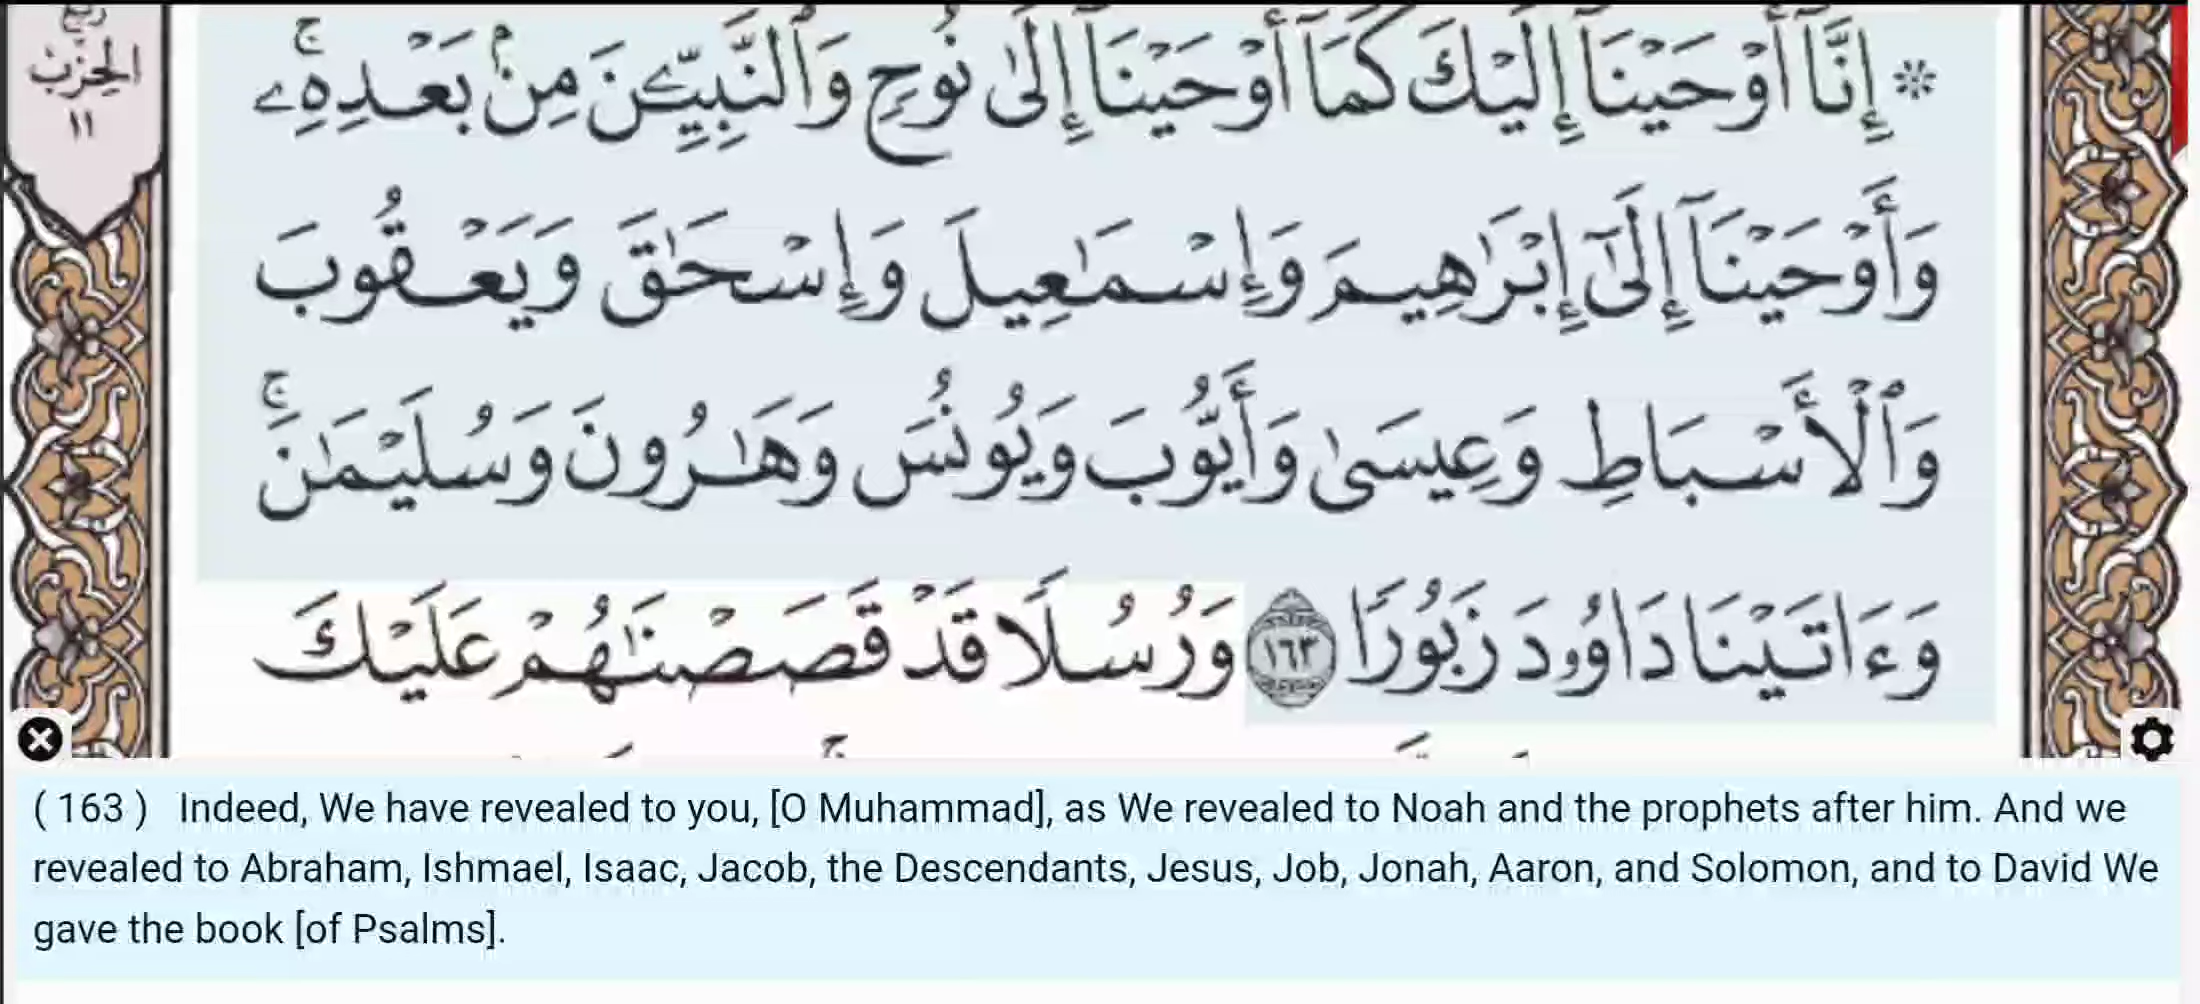 ربع
الحزب
١١
۞ إِنَّآ أَوْحَيْنَآ إِلَيْكَ كَمَآ أَوْحَيْنَآ إِلَىٰ نُوحٍ وَٱلنَّبِيِّـۧنَ مِنۢ بَعْدِهِۦۚ
وَأَوْحَيْنَآ إِلَىٰٓ إِبْرَٰهِيمَ وَإِسْمَٰعِيلَ وَإِسْحَٰقَ وَيَعْقُوبَ
وَٱلْأَسْبَاطِ وَعِيسَىٰ وَأَيُّوبَ وَيُونُسَ وَهَٰرُونَ وَسُلَيْمَٰنَۚ
وَءَاتَيْنَا دَاوُۥدَ زَبُورًا ١٦٣ وَرُسُلًا قَدْ قَصَصْنَٰهُمْ عَلَيْكَ
( 163 ) Indeed, We have revealed to you, [O Muhammad], as We revealed to Noah and the prophets after him. And we
revealed to Abraham, Ishmael, Isaac, Jacob, the Descendants, Jesus, Job, Jonah, Aaron, and Solomon, and to David We
gave the book [of Psalms].